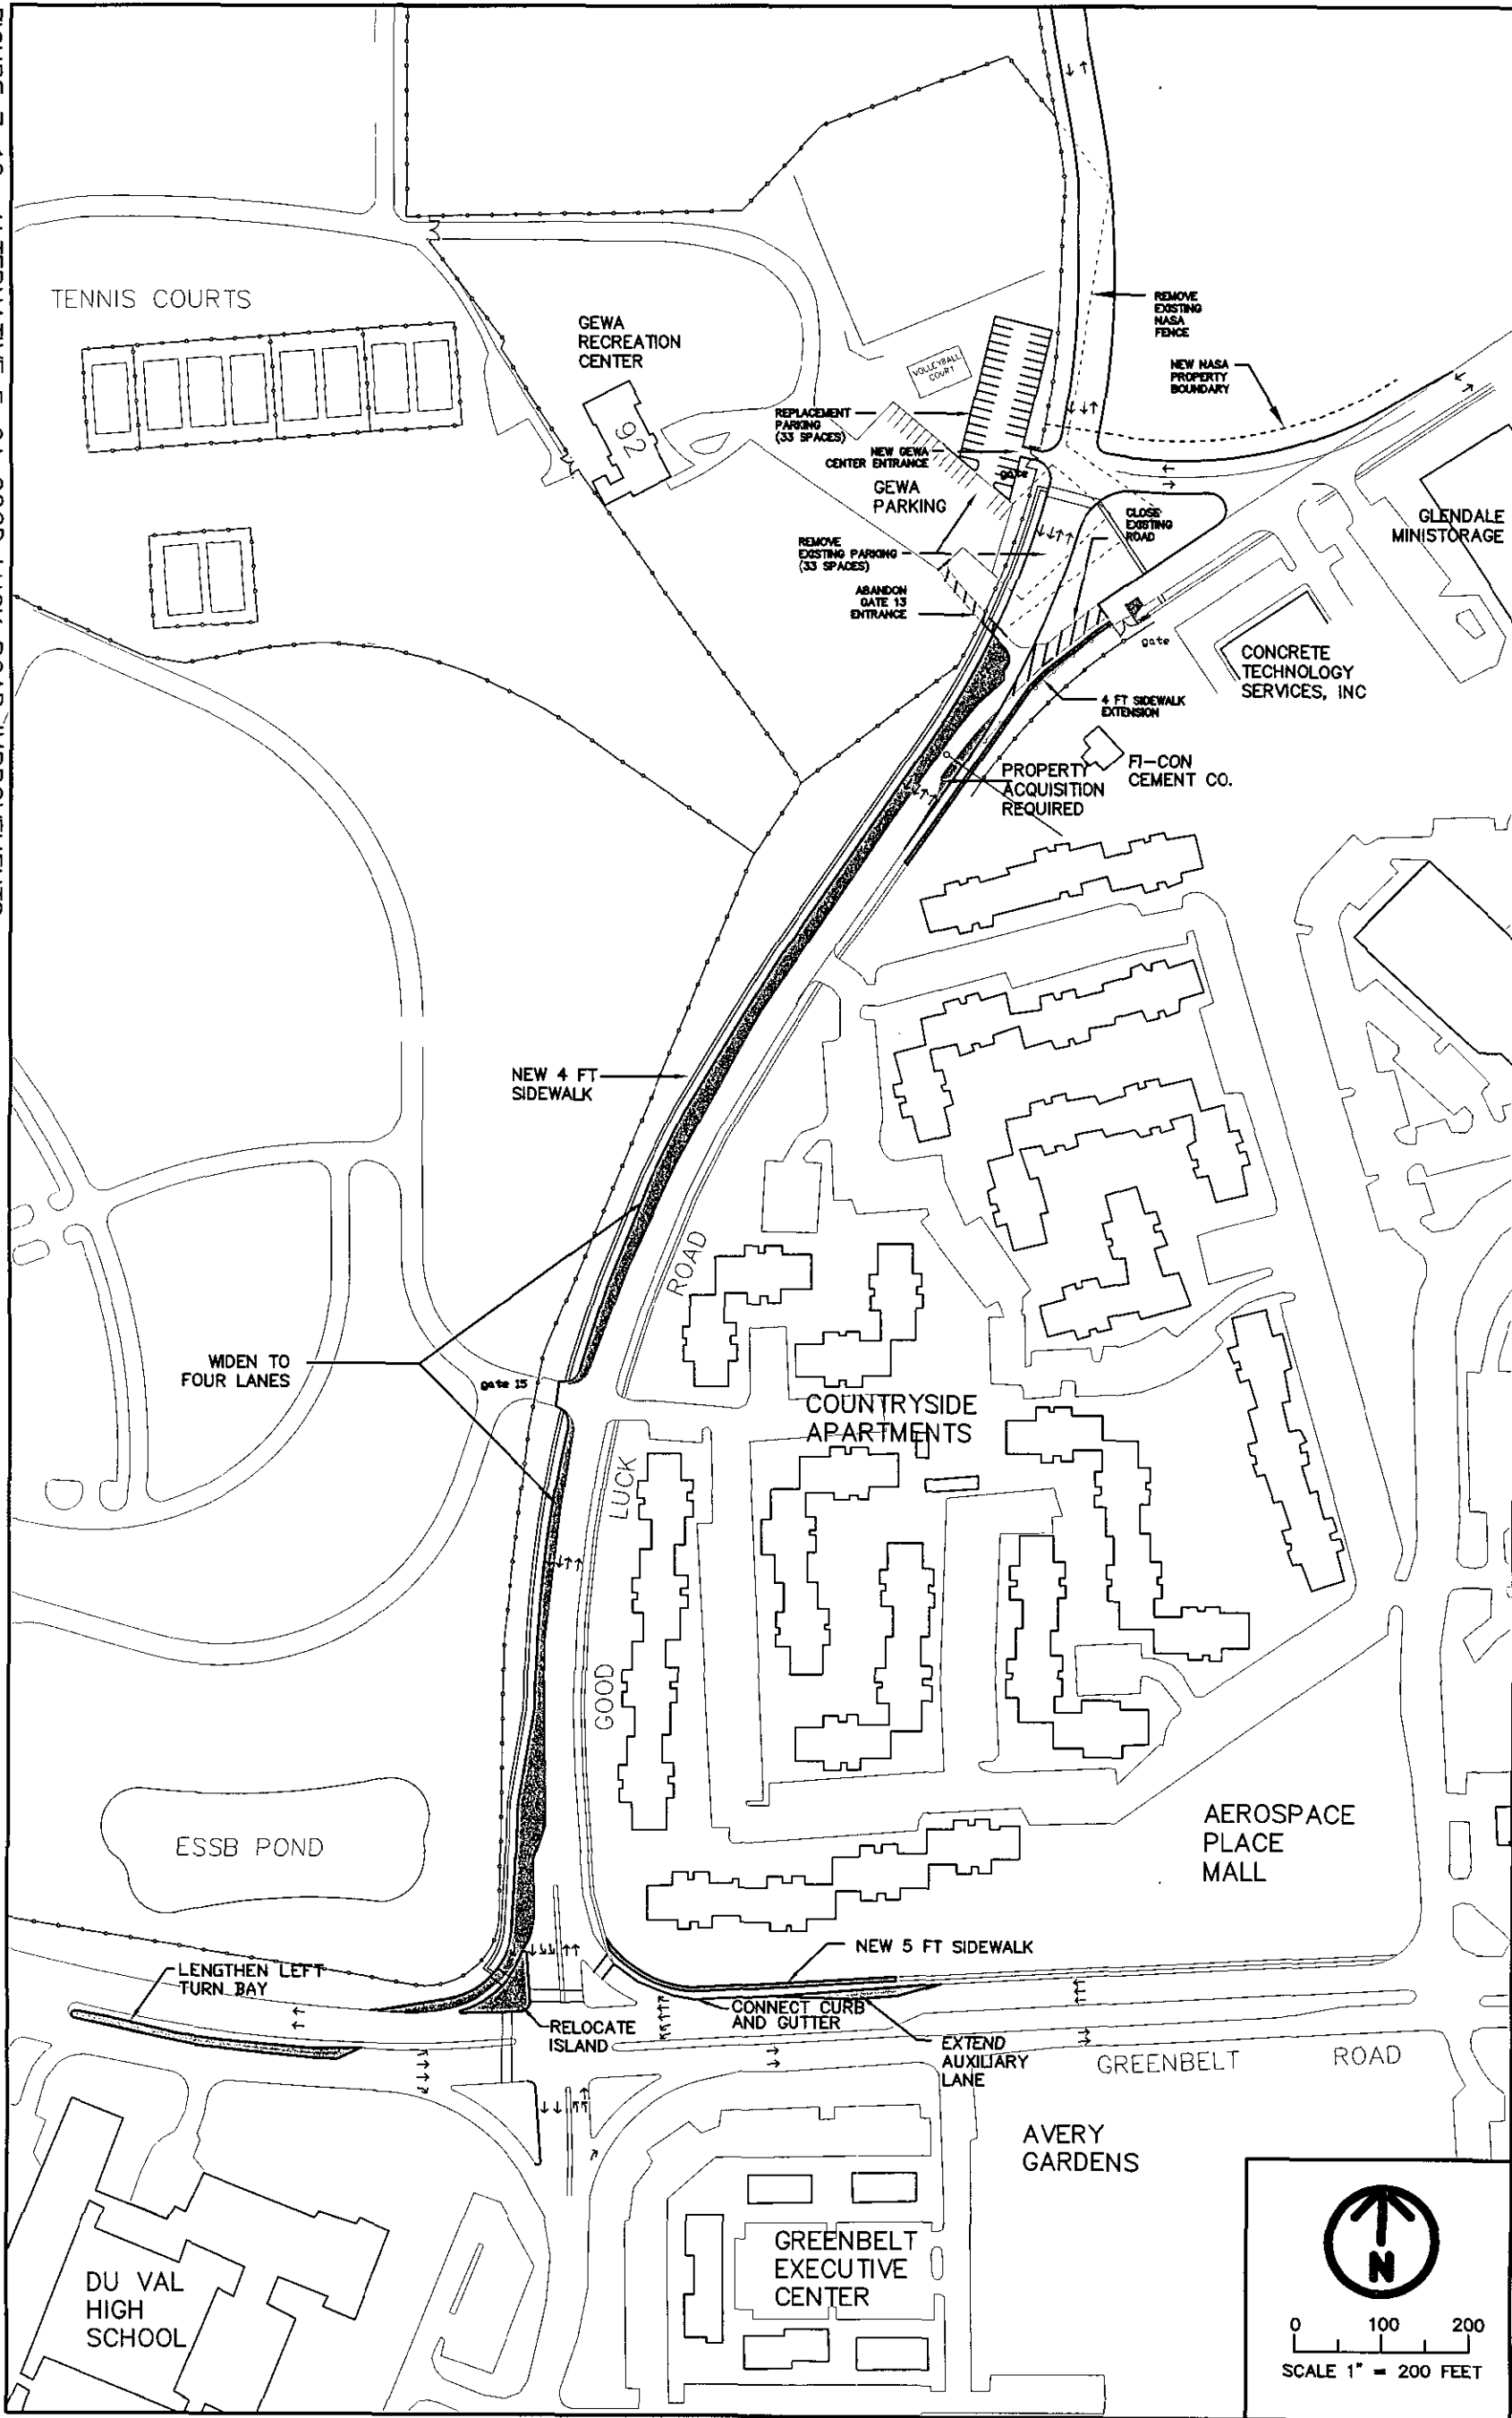 TENNIS COURTS
GEWA
RECREATION
CENTER
92
VOLLEYBALL
COURT
REMOVE
EXISTING
NASA
FENCE
NEW NASA
PROPERTY
BOUNDARY
REPLACEMENT
PARKING
(33 SPACES)
NEW GEWA
CENTER ENTRANCE
gate
GEWA
PARKING
CLOSE
EXISTING
ROAD
GLENDALE
MINISTORAGE
REMOVE
EXISTING PARKING
(33 SPACES)
ABANDON
GATE 13
ENTRANCE
gate
CONCRETE
TECHNOLOGY
SERVICES, INC
4 FT SIDEWALK
EXTENSION
FI-CON
CEMENT CO.
PROPERTY
ACQUISITION
REQUIRED
NEW 4 FT
SIDEWALK
ROAD
WIDEN TO
FOUR LANES
gate 15
COUNTRYSIDE
APARTMENTS
LUCK
GOOD
ESSB POND
AEROSPACE
PLACE
MALL
NEW 5 FT SIDEWALK
LENGTHEN LEFT
TURN BAY
RELOCATE
ISLAND
CONNECT CURB
AND GUTTER
EXTEND
AUXILIARY
LANE
GREENBELT ROAD
AVERY
GARDENS
GREENBELT
EXECUTIVE
CENTER
DU VAL
HIGH
SCHOOL
N
0 100 200
SCALE 1" = 200 FEET